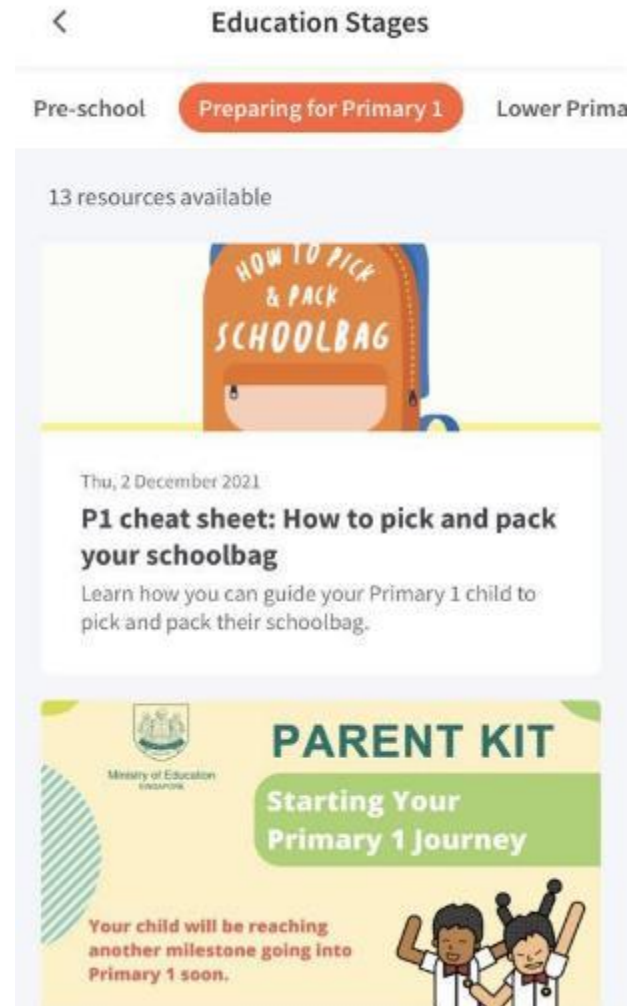 Education Stages
Pre-school Preparing for Primary 1 Lower Prima
13 resources available
HOW TO PICK
& PACK
SCHOOLBAG
Thu, 2 December 2021
P1 cheat sheet: How to pick and pack
your schoolbag
Learn how you can guide your Primary 1 child to
pick and pack their schoolbag.
Ministry of Education
SINGAPORE
PARENT KIT
Starting Your
Primary 1 Journey
Your child will be reaching
another milestone going into
Primary 1 soon.